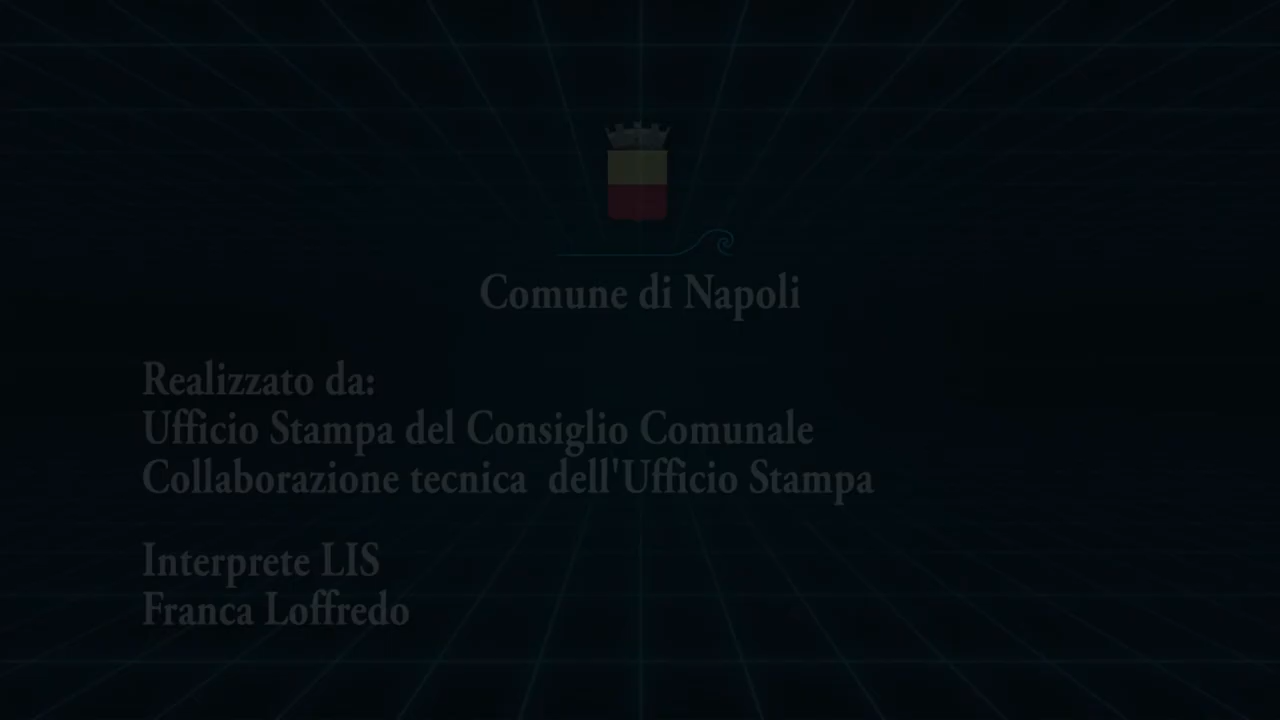 Comune di Napoli
Realizzato da:
Ufficio Stampa del Consiglio Comunale
Collaborazione tecnica dell'Ufficio Stampa
Interprete LIS
Franca Loffredo